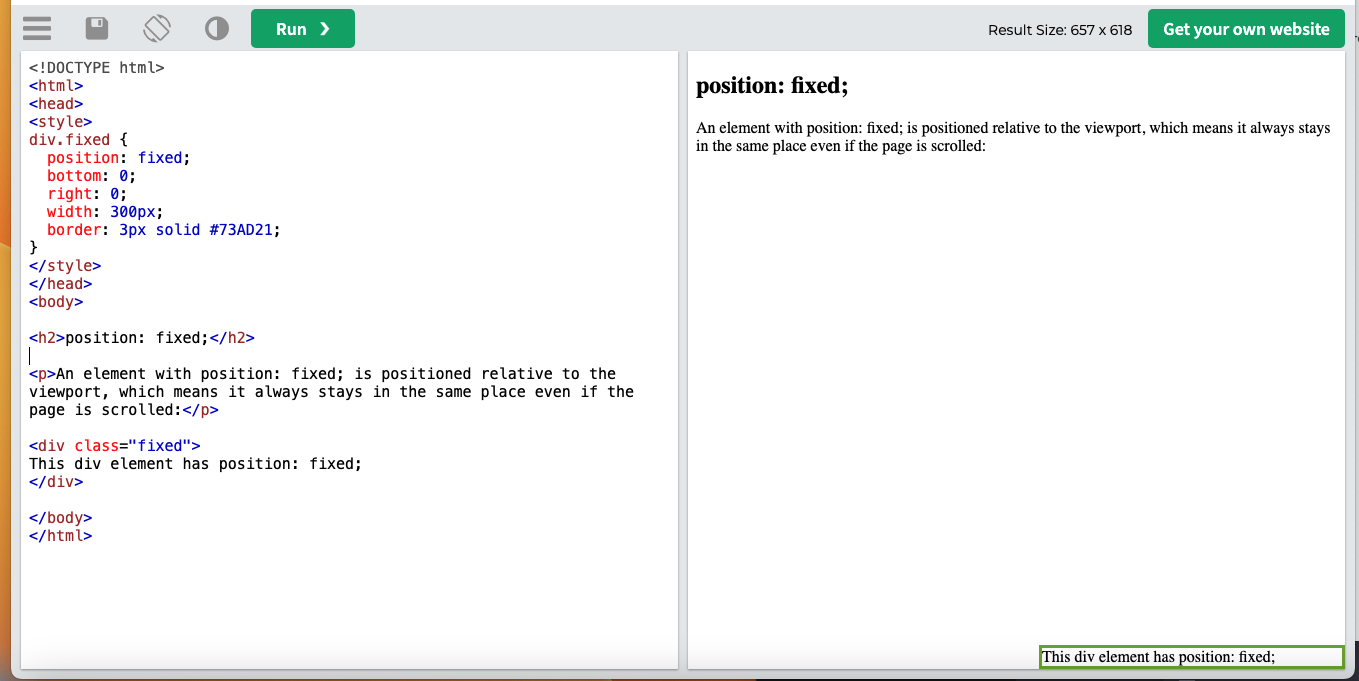 Run ❯
Result Size: 657 x 618
Get your own website
<!DOCTYPE html>
<html>
<head>
<style>
div.fixed {
  position: fixed;
  bottom: 0;
  right: 0;
  width: 300px;
  border: 3px solid #73AD21;
}
</style>
</head>
<body>

<h2>position: fixed;</h2>

<p>An element with position: fixed; is positioned relative to the
viewport, which means it always stays in the same place even if the
page is scrolled:</p>

<div class="fixed">
This div element has position: fixed;
</div>

</body>
</html>
position: fixed;
An element with position: fixed; is positioned relative to the viewport, which means it always stays
in the same place even if the page is scrolled:
This div element has position: fixed;